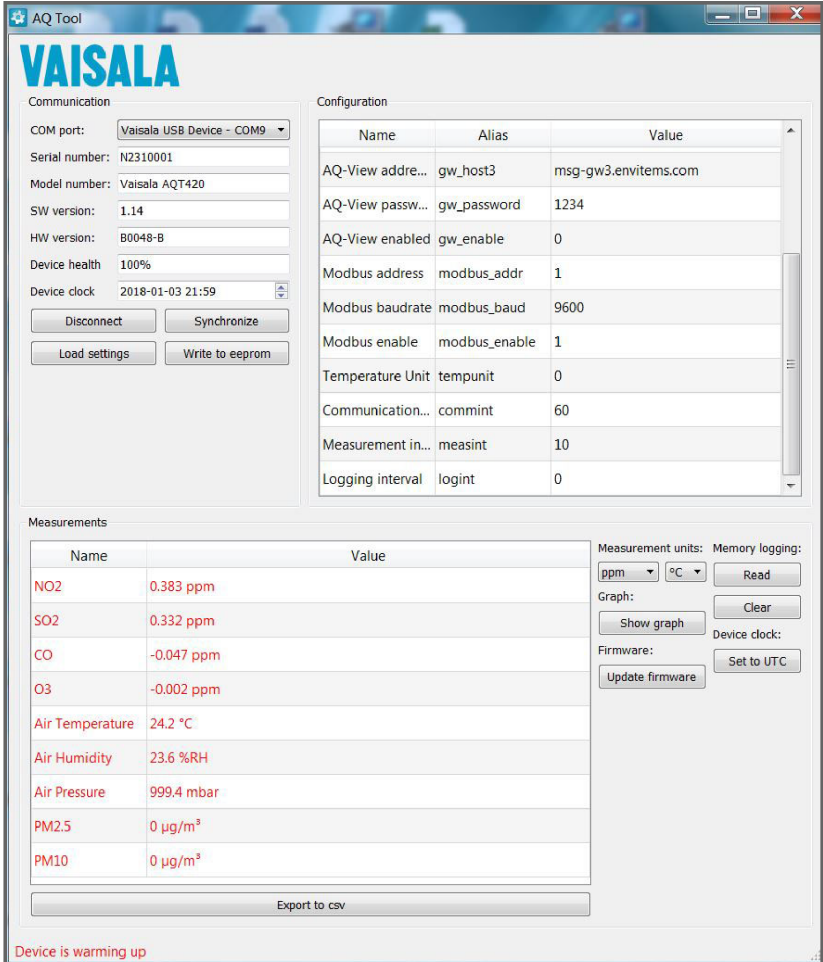 AQ Tool
VAISALA
Communication
COM port: Vaisala USB Device - COM9
Serial number: N2310001
Model number: Vaisala AQT420
SW version: 1.14
HW version: B0048-B
Device health 100%
Device clock 2018-01-03 21:59
Disconnect Synchronize
Load settings Write to eeprom
Configuration
Name Alias Value
AQ-View addre... gw_host3 msg-gw3.envitems.com
AQ-View passw... gw_password 1234
AQ-View enabled gw_enable 0
Modbus address modbus_addr 1
Modbus baudrate modbus_baud 9600
Modbus enable modbus_enable 1
Temperature Unit tempunit 0
Communication... commint 60
Measurement in... measint 10
Logging interval logint 0
Measurements
Name Value
NO2 0.383 ppm
SO2 0.332 ppm
CO -0.047 ppm
O3 -0.002 ppm
Air Temperature 24.2 °C
Air Humidity 23.6 %RH
Air Pressure 999.4 mbar
PM2.5 0 µg/m³
PM10 0 µg/m³
Export to csv
Measurement units:
ppm °C
Graph:
Show graph
Firmware:
Update firmware
Memory logging:
Read
Clear
Device clock:
Set to UTC
Device is warming up